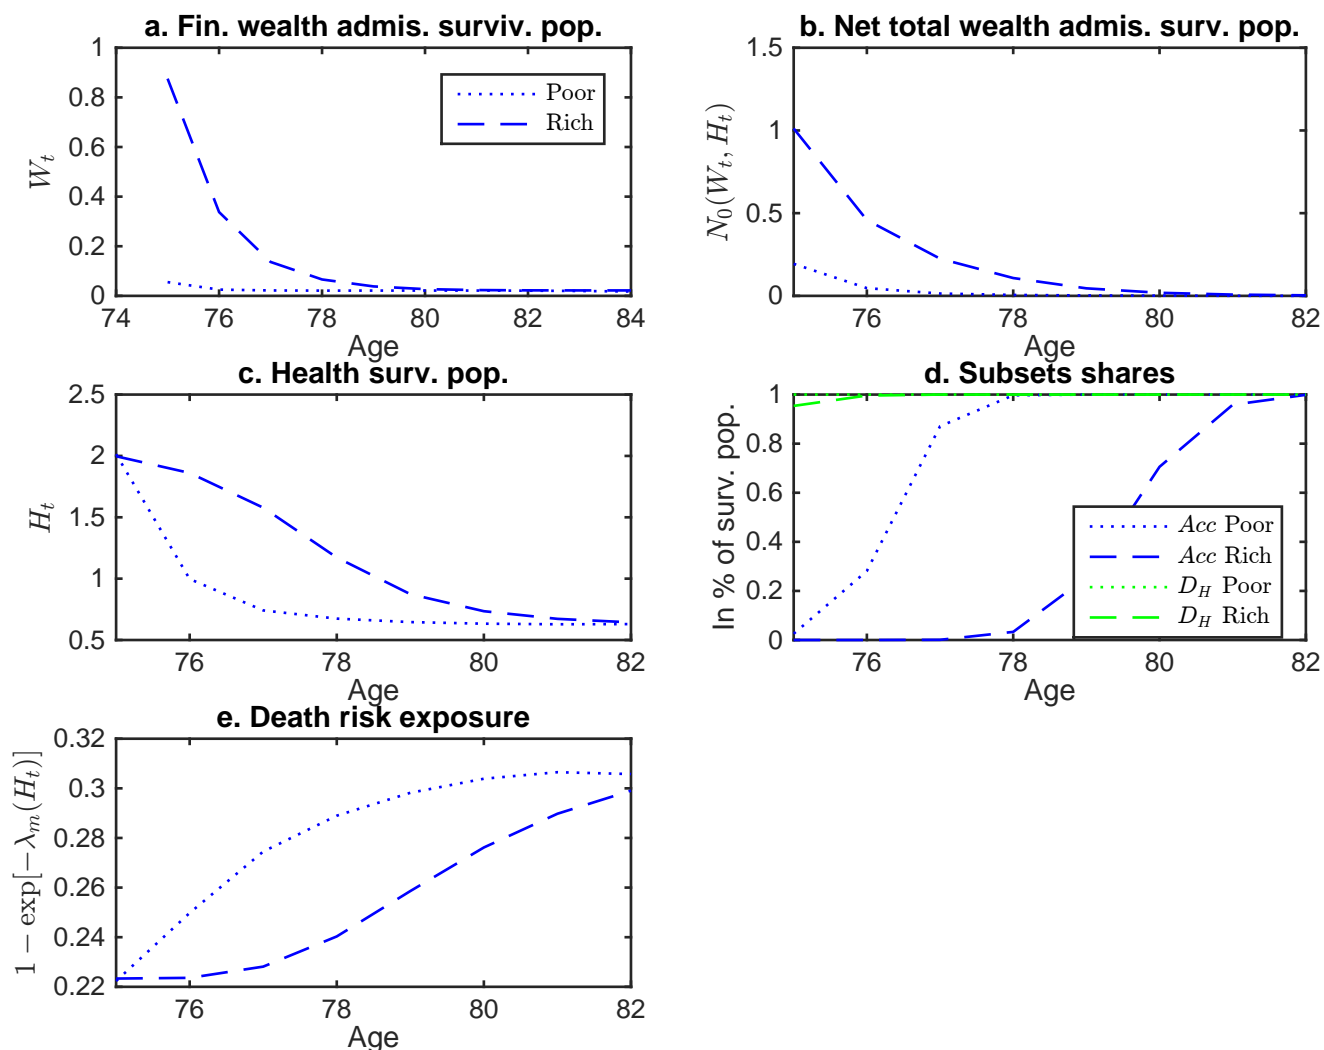 a. Fin. wealth admis. surviv. pop.
1
0.8
0.6
0.4
0.2
0
W_t
Poor
Rich
74 76 78 80 82 84
Age
b. Net total wealth admis. surv. pop.
1.5
1
0.5
0
N_0(W_t, H_t)
76 78 80 82
Age
c. Health surv. pop.
2.5
2
1.5
1
0.5
H_t
76 78 80 82
Age
d. Subsets shares
1
0.8
0.6
0.4
0.2
0
In % of surv. pop.
Acc Poor
Acc Rich
D_H Poor
D_H Rich
76 78 80 82
Age
e. Death risk exposure
0.32
0.3
0.28
0.26
0.24
0.22
1 − exp[−λ_m(H_t)]
76 78 80 82
Age